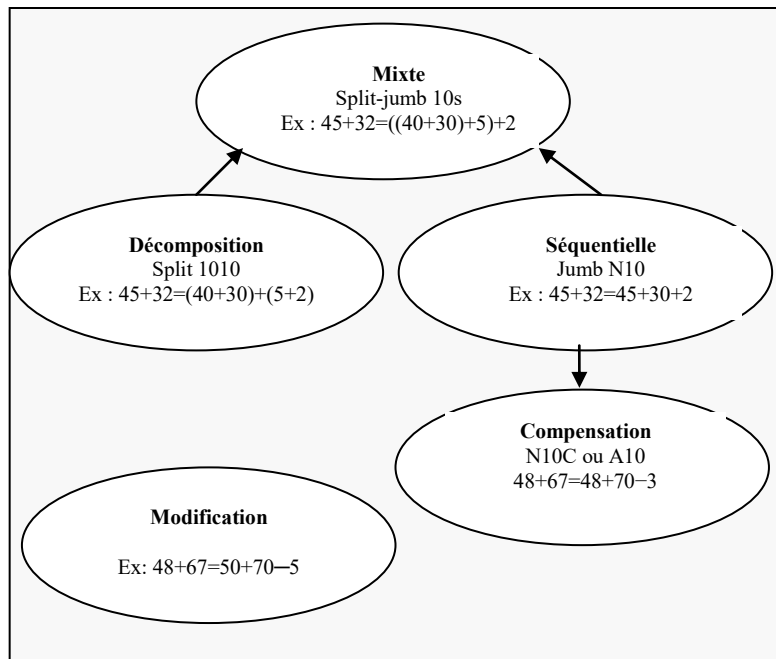 Mixte
Split-jumb 10s
Ex : 45+32=((40+30)+5)+2
Décomposition
Split 1010
Ex : 45+32=(40+30)+(5+2)
Séquentielle
Jumb N10
Ex : 45+32=45+30+2
Compensation
N10C ou A10
48+67=48+70−3
Modification
Ex: 48+67=50+70─5